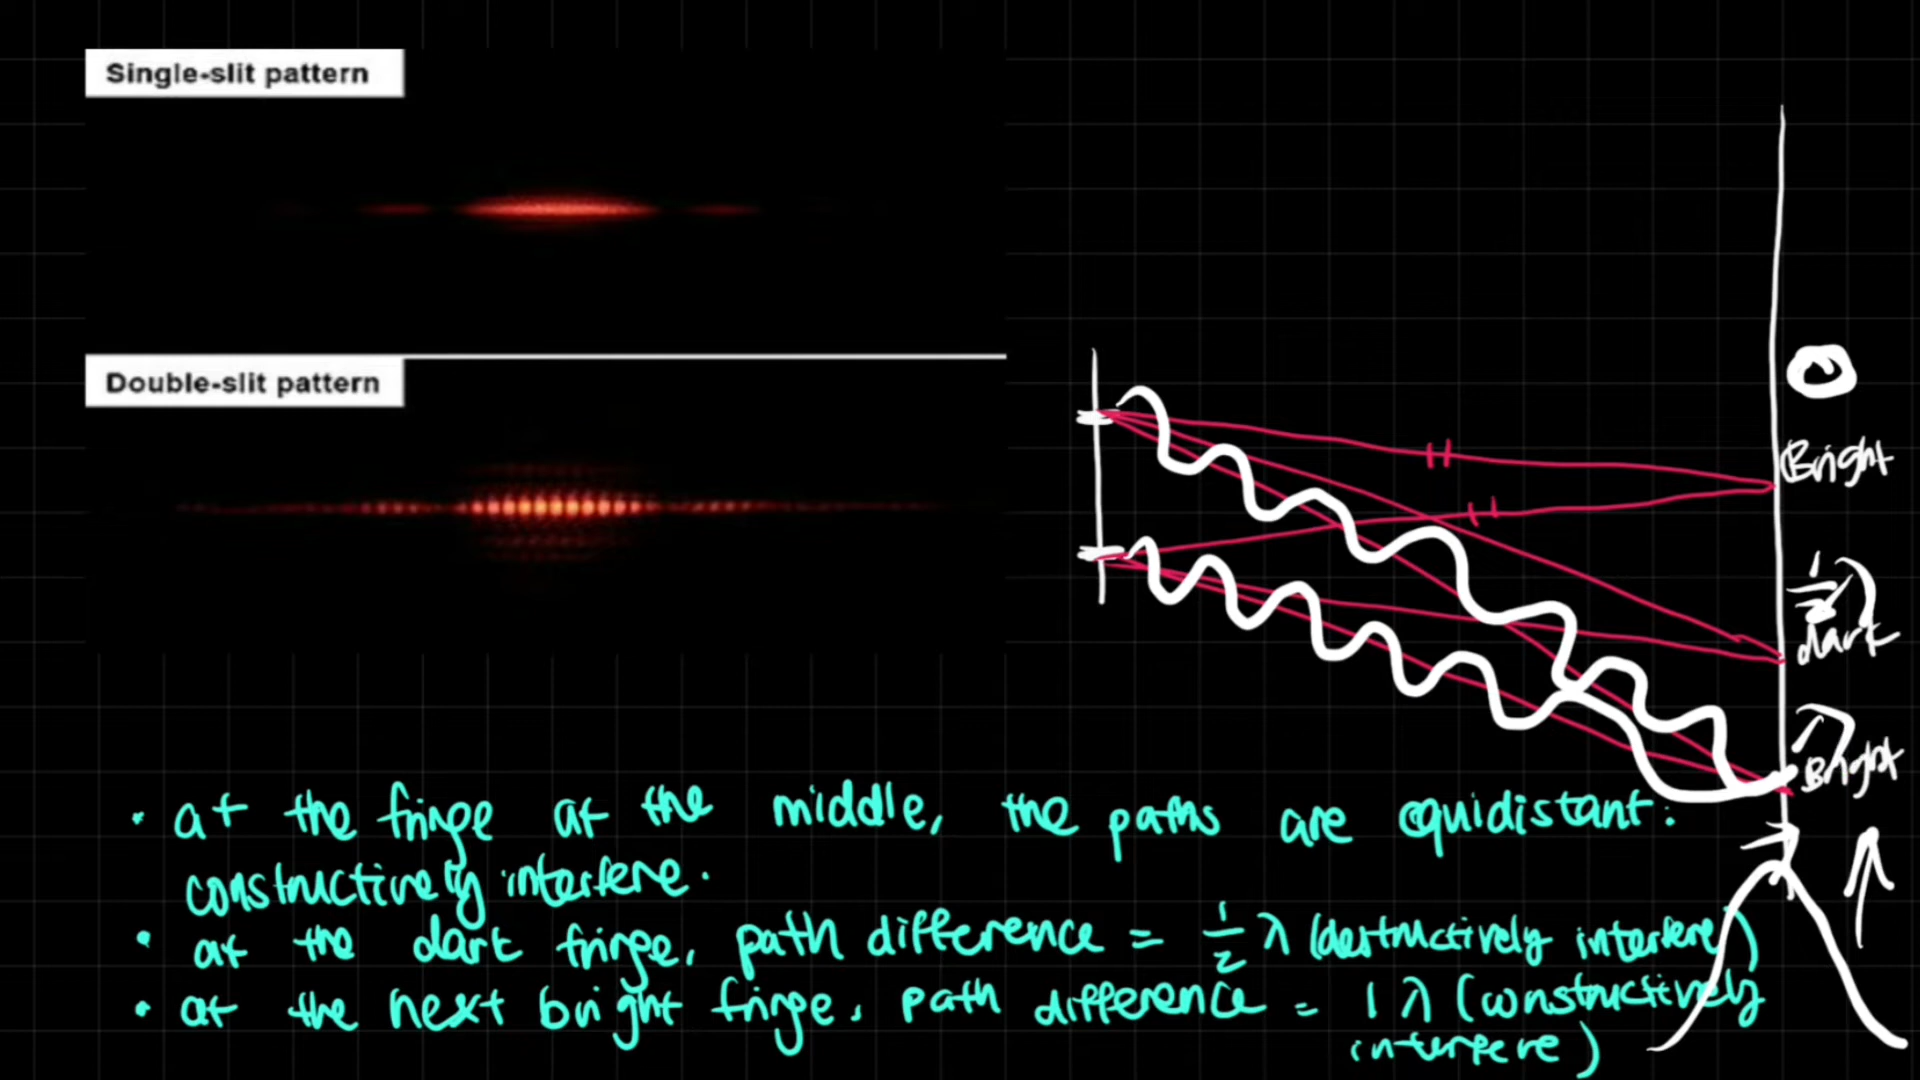 Single-slit pattern
Double-slit pattern
Bright
1/2 λ
dark
λ
Bright
• at the fringe at the middle, the paths are equidistant:
constructively interfere.
• at the dark fringe, path difference = 1/2 λ (destructively interfere)
• at the next bright fringe, path difference = 1 λ (constructively
interfere)